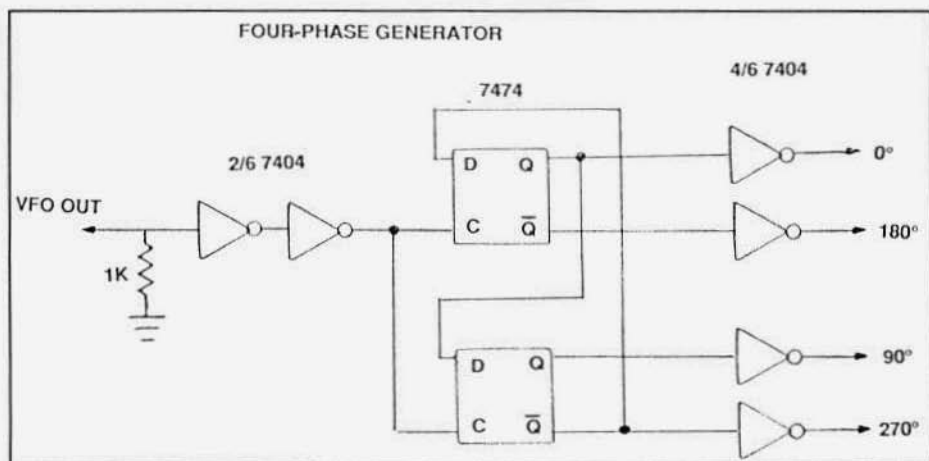 FOUR-PHASE GENERATOR
4/6 7404
7474
2/6 7404
D Q
0°
VFO OUT
C Q̅
180°
1K
D Q
90°
C Q̅
270°